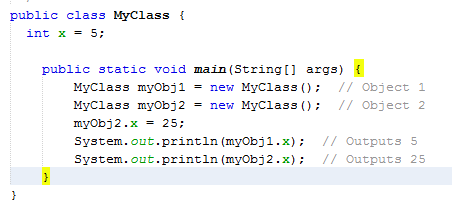 public class MyClass {
int x = 5;
public static void main(String[] args) {
MyClass myObj1 = new MyClass();  // Object 1
MyClass myObj2 = new MyClass();  // Object 2
myObj2.x = 25;
System.out.println(myObj1.x);  // Outputs 5
System.out.println(myObj2.x);  // Outputs 25
}
}